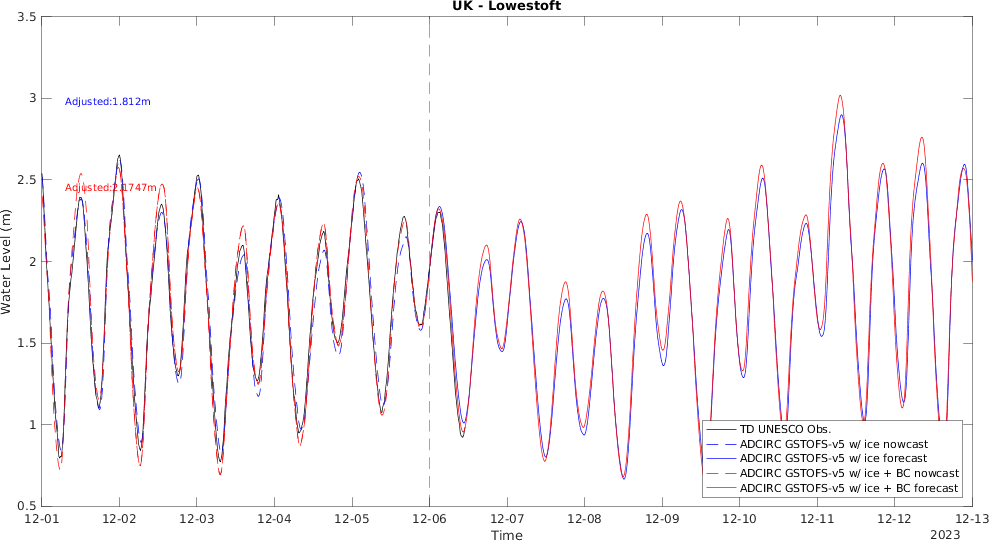 UK - Lowestoft
3.5
3
2.5
2
1.5
1
0.5
Water Level (m)
Adjusted:1.812m
Adjusted:2.1747m
TD UNESCO Obs.
ADCIRC GSTOFS-v5 w/ ice nowcast
ADCIRC GSTOFS-v5 w/ ice forecast
ADCIRC GSTOFS-v5 w/ ice + BC nowcast
ADCIRC GSTOFS-v5 w/ ice + BC forecast
12-01 12-02 12-03 12-04 12-05 12-06 12-07 12-08 12-09 12-10 12-11 12-12 12-13
Time
2023